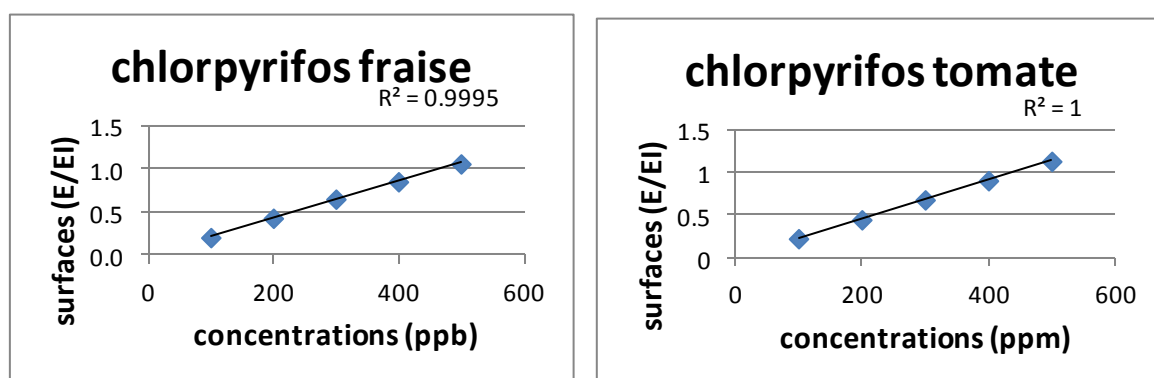 chlorpyrifos fraise
R² = 0.9995
1.5
1.0
0.5
0.0
0 200 400 600
surfaces (E/EI)
concentrations (ppb)
chlorpyrifos tomate
R² = 1
1.5
1
0.5
0
0 200 400 600
surfaces (E/EI)
concentrations (ppm)